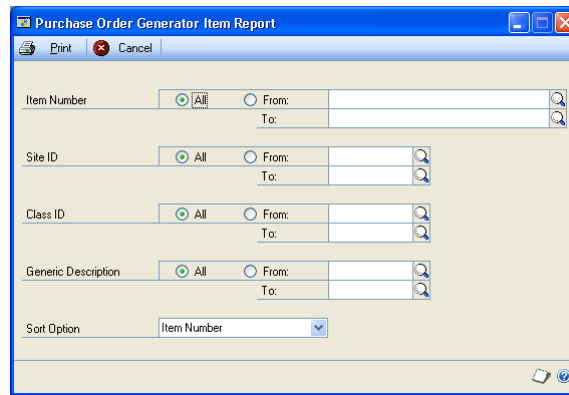 Purchase Order Generator Item Report
Print Cancel
Item Number All From:
To:
Site ID All From:
To:
Class ID All From:
To:
Generic Description All From:
To:
Sort Option Item Number